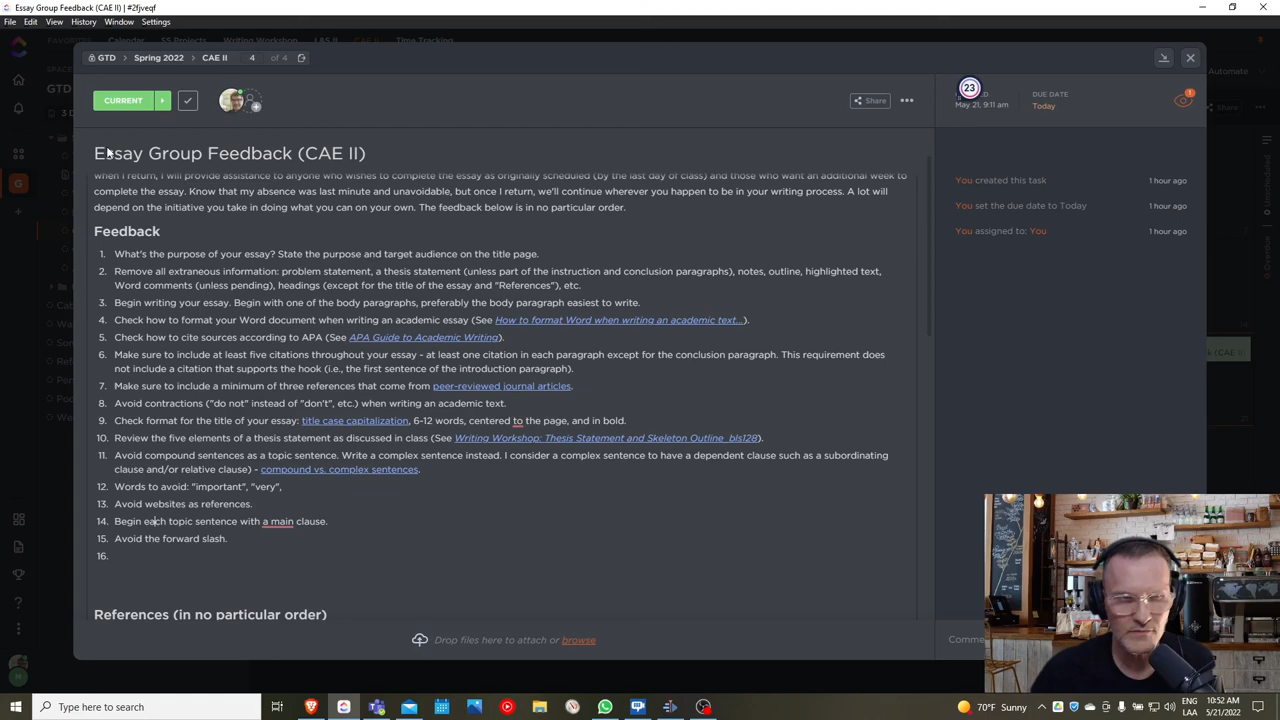 Essay Group Feedback (CAE II) | #2fjveqf
File Edit View History Window Settings
FAVORITES Calendar SS Projects Writing Workshop L&S II CAE II Time Tracking
GTD > Spring 2022 > CAE II 4 of 4
Automate
GTD
CURRENT
Share
23
May 21, 9:11 am
DUE DATE
Today
1
Share
Essay Group Feedback (CAE II)
when I return, I will provide assistance to anyone who wishes to complete the essay as originally scheduled (by the last day of class) and those who want an additional week to
complete the essay. Know that my absence was last minute and unavoidable, but once I return, we'll continue wherever you happen to be in your writing process. A lot will
depend on the initiative you take in doing what you can on your own. The feedback below is in no particular order.
Feedback
1. What's the purpose of your essay? State the purpose and target audience on the title page.
2. Remove all extraneous information: problem statement, a thesis statement (unless part of the instruction and conclusion paragraphs), notes, outline, highlighted text,
Word comments (unless pending), headings (except for the title of the essay and "References"), etc.
3. Begin writing your essay. Begin with one of the body paragraphs, preferably the body paragraph easiest to write.
4. Check how to format your Word document when writing an academic essay (See How to format Word when writing an academic text...).
5. Check how to cite sources according to APA (See APA Guide to Academic Writing).
6. Make sure to include at least five citations throughout your essay - at least one citation in each paragraph except for the conclusion paragraph. This requirement does
not include a citation that supports the hook (i.e., the first sentence of the introduction paragraph).
7. Make sure to include a minimum of three references that come from peer-reviewed journal articles.
8. Avoid contractions ("do not" instead of "don't", etc.) when writing an academic text.
9. Check format for the title of your essay: title case capitalization, 6-12 words, centered to the page, and in bold.
10. Review the five elements of a thesis statement as discussed in class (See Writing Workshop: Thesis Statement and Skeleton Outline_bls128).
11. Avoid compound sentences as a topic sentence. Write a complex sentence instead. I consider a complex sentence to have a dependent clause such as a subordinating
clause and/or relative clause) - compound vs. complex sentences.
12. Words to avoid: "important", "very",
13. Avoid websites as references.
14. Begin each topic sentence with a main clause.
15. Avoid the forward slash.
16.
References (in no particular order)
Drop files here to attach or browse
You created this task 1 hour ago
You set the due date to Today 1 hour ago
You assigned to: You 1 hour ago
Unscheduled
Overdue
(CAE II)
Comme
Type here to search
70°F Sunny
ENG
LAA
10:52 AM
5/21/2022